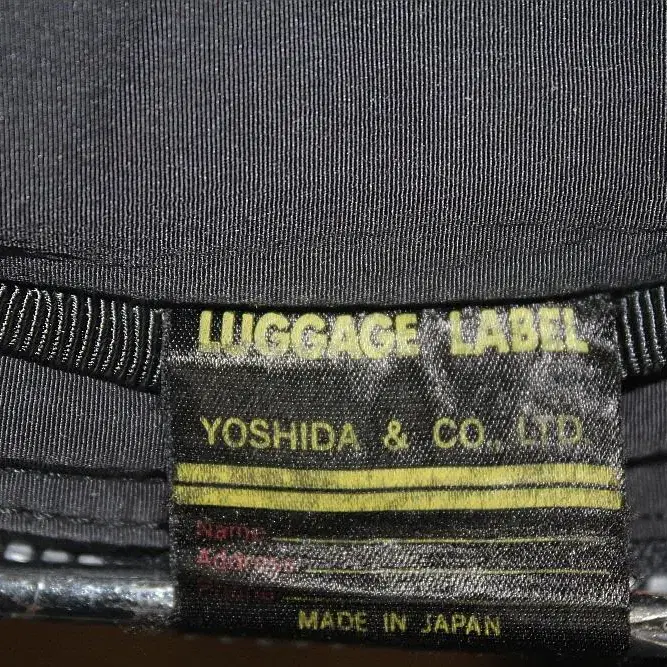 LUGGAGE LABEL
YOSHIDA & CO., LTD.
Name
Address
MADE IN JAPAN